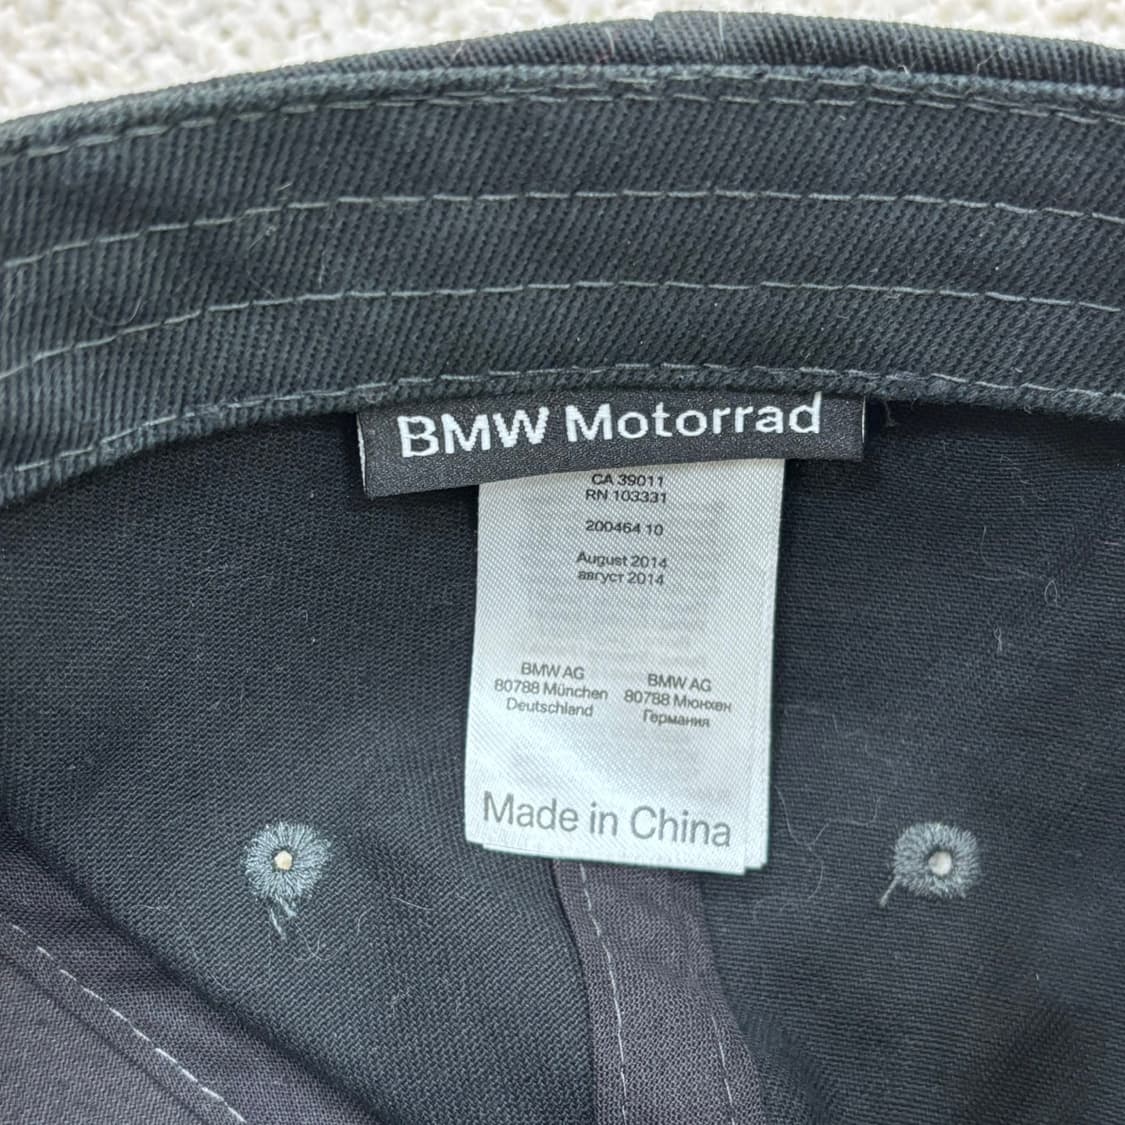 BMW Motorrad
CA 39011
RN 103331
200464 10
August 2014
август 2014
BMW AG
80788 München
Deutschland
BMW AG
80788 Мюнхен
Германия
Made in China